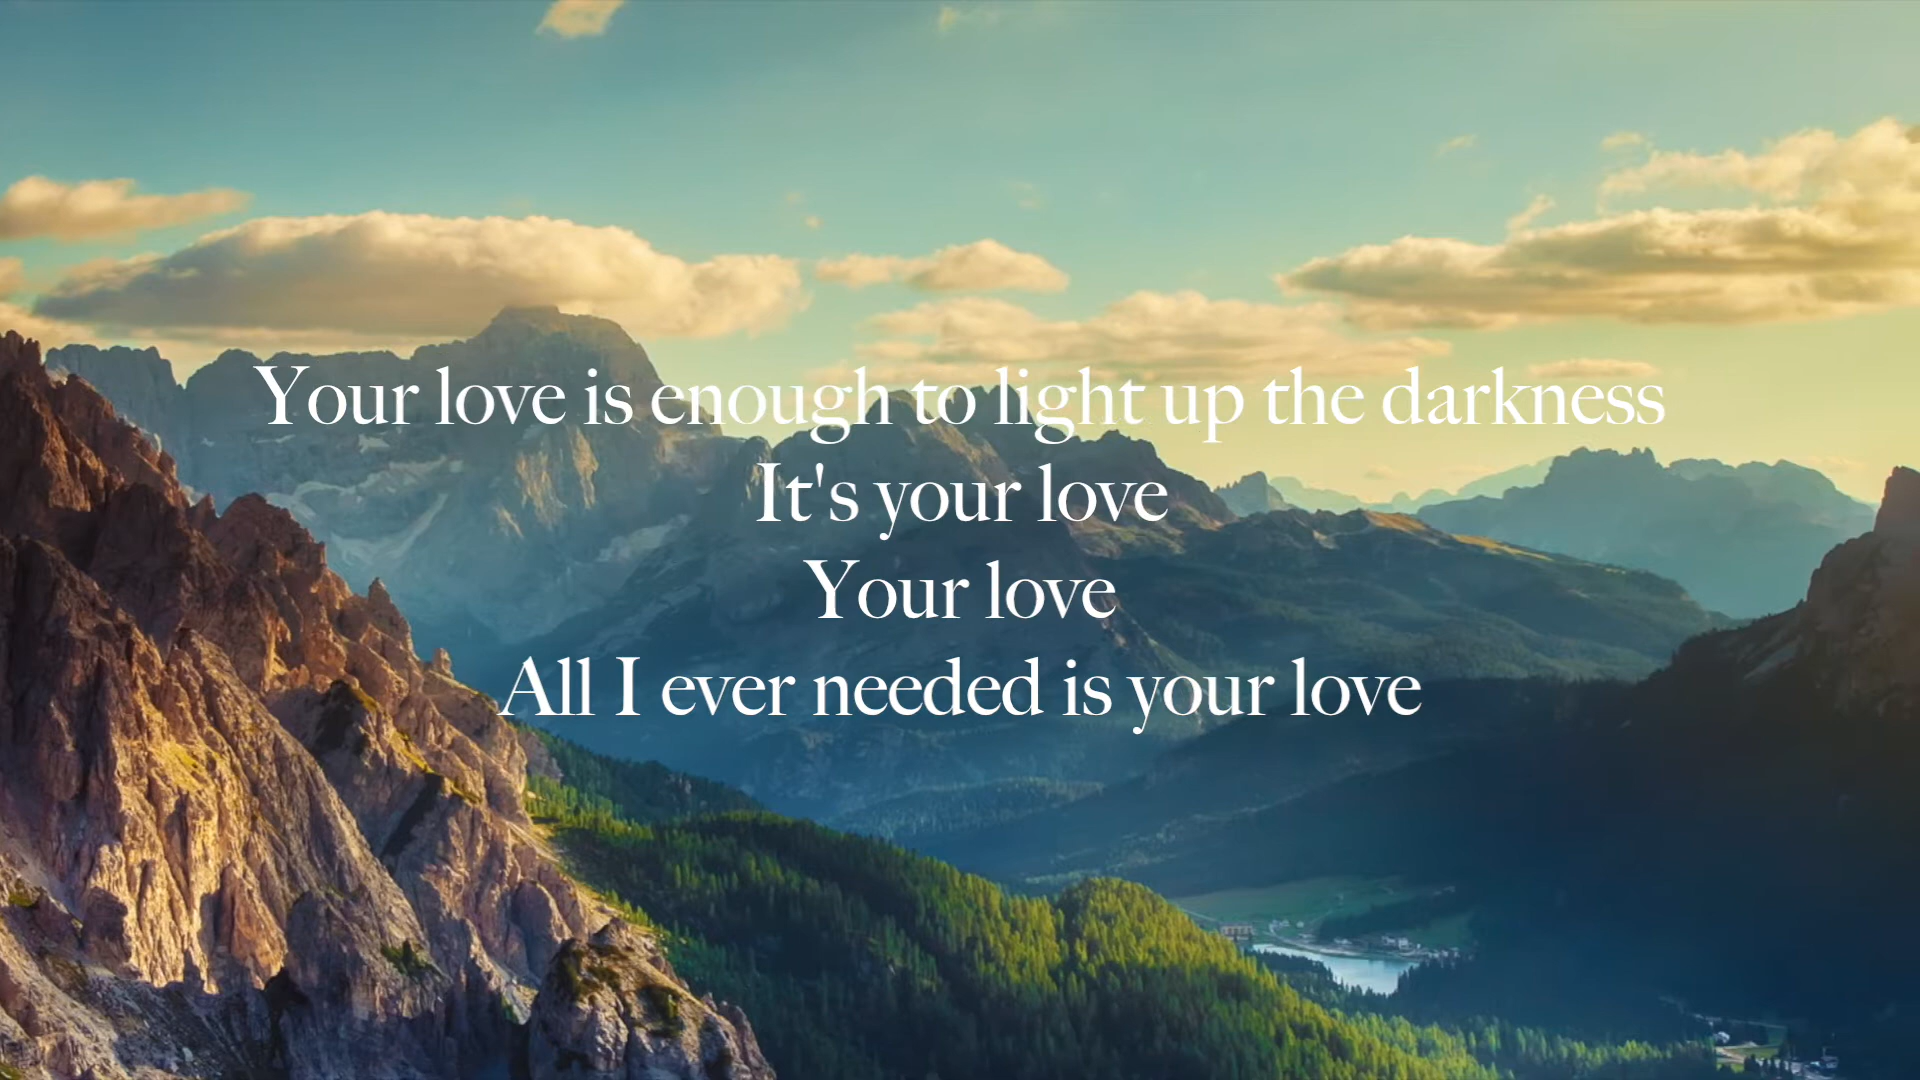 Your love is enough to light up the darkness
It's your love
Your love
All I ever needed is your love